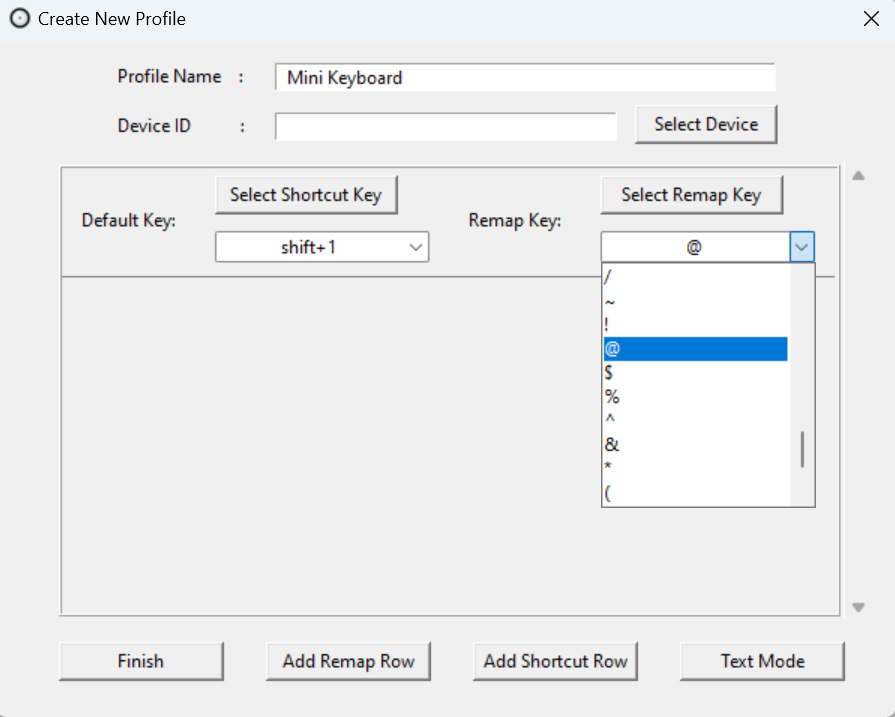 Create New Profile
Profile Name : Mini Keyboard
Device ID : Select Device
Select Shortcut Key Select Remap Key
Default Key: Remap Key:
shift+1 @
/
~
!
@
$
%
^
&
*
(
Finish Add Remap Row Add Shortcut Row Text Mode